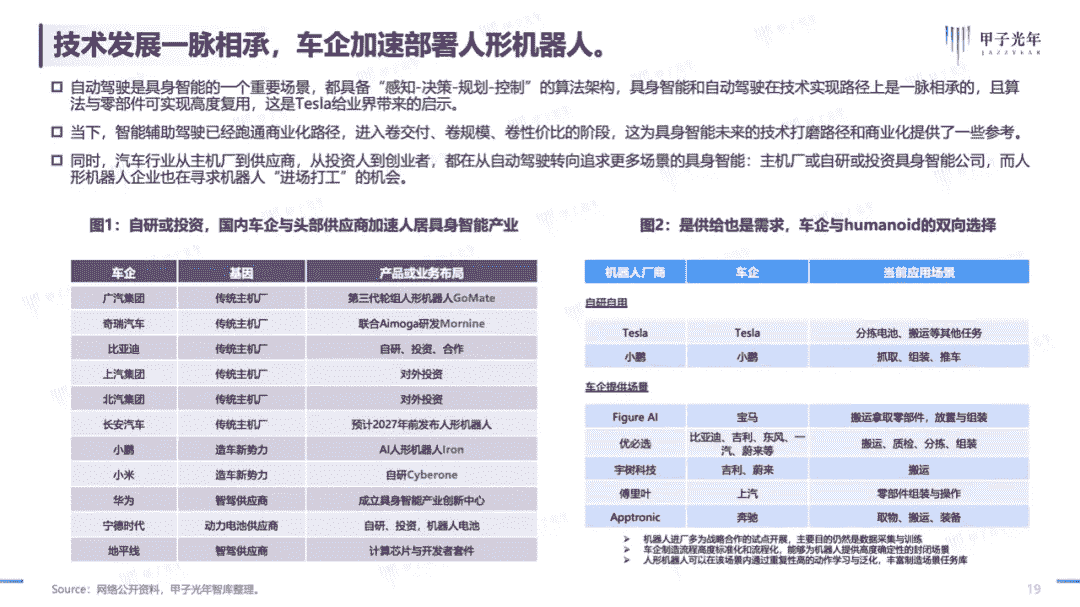 技术发展一脉相承，车企加速部署人形机器人。
甲子光年
JAZZYEAR
自动驾驶是具身智能的一个重要场景，都具备“感知-决策-规划-控制”的算法架构，具身智能和自动驾驶在技术实现路径上是一脉相承的，且算
法与零部件可实现高度复用，这是Tesla给业界带来的启示。
当下，智能辅助驾驶已经跑通商业化路径，进入卷交付、卷规模、卷性价比的阶段，这为具身智能未来的技术打磨路径和商业化提供了一些参考。
同时，汽车行业从主机厂到供应商，从投资人到创业者，都在从自动驾驶转向追求更多场景的具身智能：主机厂或自研或投资具身智能公司，而人
形机器人企业也在寻求机器人“进场打工”的机会。
图1：自研或投资，国内车企与头部供应商加速人居具身智能产业
车企 基因 产品或业务布局
广汽集团 传统主机厂 第三代轮组人形机器人GoMate
奇瑞汽车 传统主机厂 联合Aimoga研发Mornine
比亚迪 传统主机厂 自研、投资、合作
上汽集团 传统主机厂 对外投资
北汽集团 传统主机厂 对外投资
长安汽车 传统主机厂 预计2027年前发布人形机器人
小鹏 造车新势力 AI人形机器人Iron
小米 造车新势力 自研Cyberone
华为 智驾供应商 成立具身智能产业创新中心
宁德时代 动力电池供应商 自研、投资，机器人电池
地平线 智驾供应商 计算芯片与开发者套件
图2：是供给也是需求，车企与humanoid的双向选择
机器人厂商 车企 当前应用场景
自研自用
Tesla Tesla 分拣电池、搬运等其他任务
小鹏 小鹏 抓取、组装、推车
车企提供场景
Figure AI 宝马 搬运拿取零部件，放置与组装
优必选 比亚迪、吉利、东风、一
汽、蔚来等 搬运、质检、分拣、组装
宇树科技 吉利、蔚来 搬运
傅里叶 上汽 零部件组装与操作
Apptronic 奔驰 取物、搬运、装备
机器人进厂多为战略合作的试点开展，主要目的仍然是数据采集与训练
车企制造流程高度标准化和流程化，能够为机器人提供高度确定性的封闭场景
人形机器人可以在该场景内通过重复性高的动作学习与泛化，丰富制造场景任务库
Source：网络公开资料，甲子光年智库整理。
19